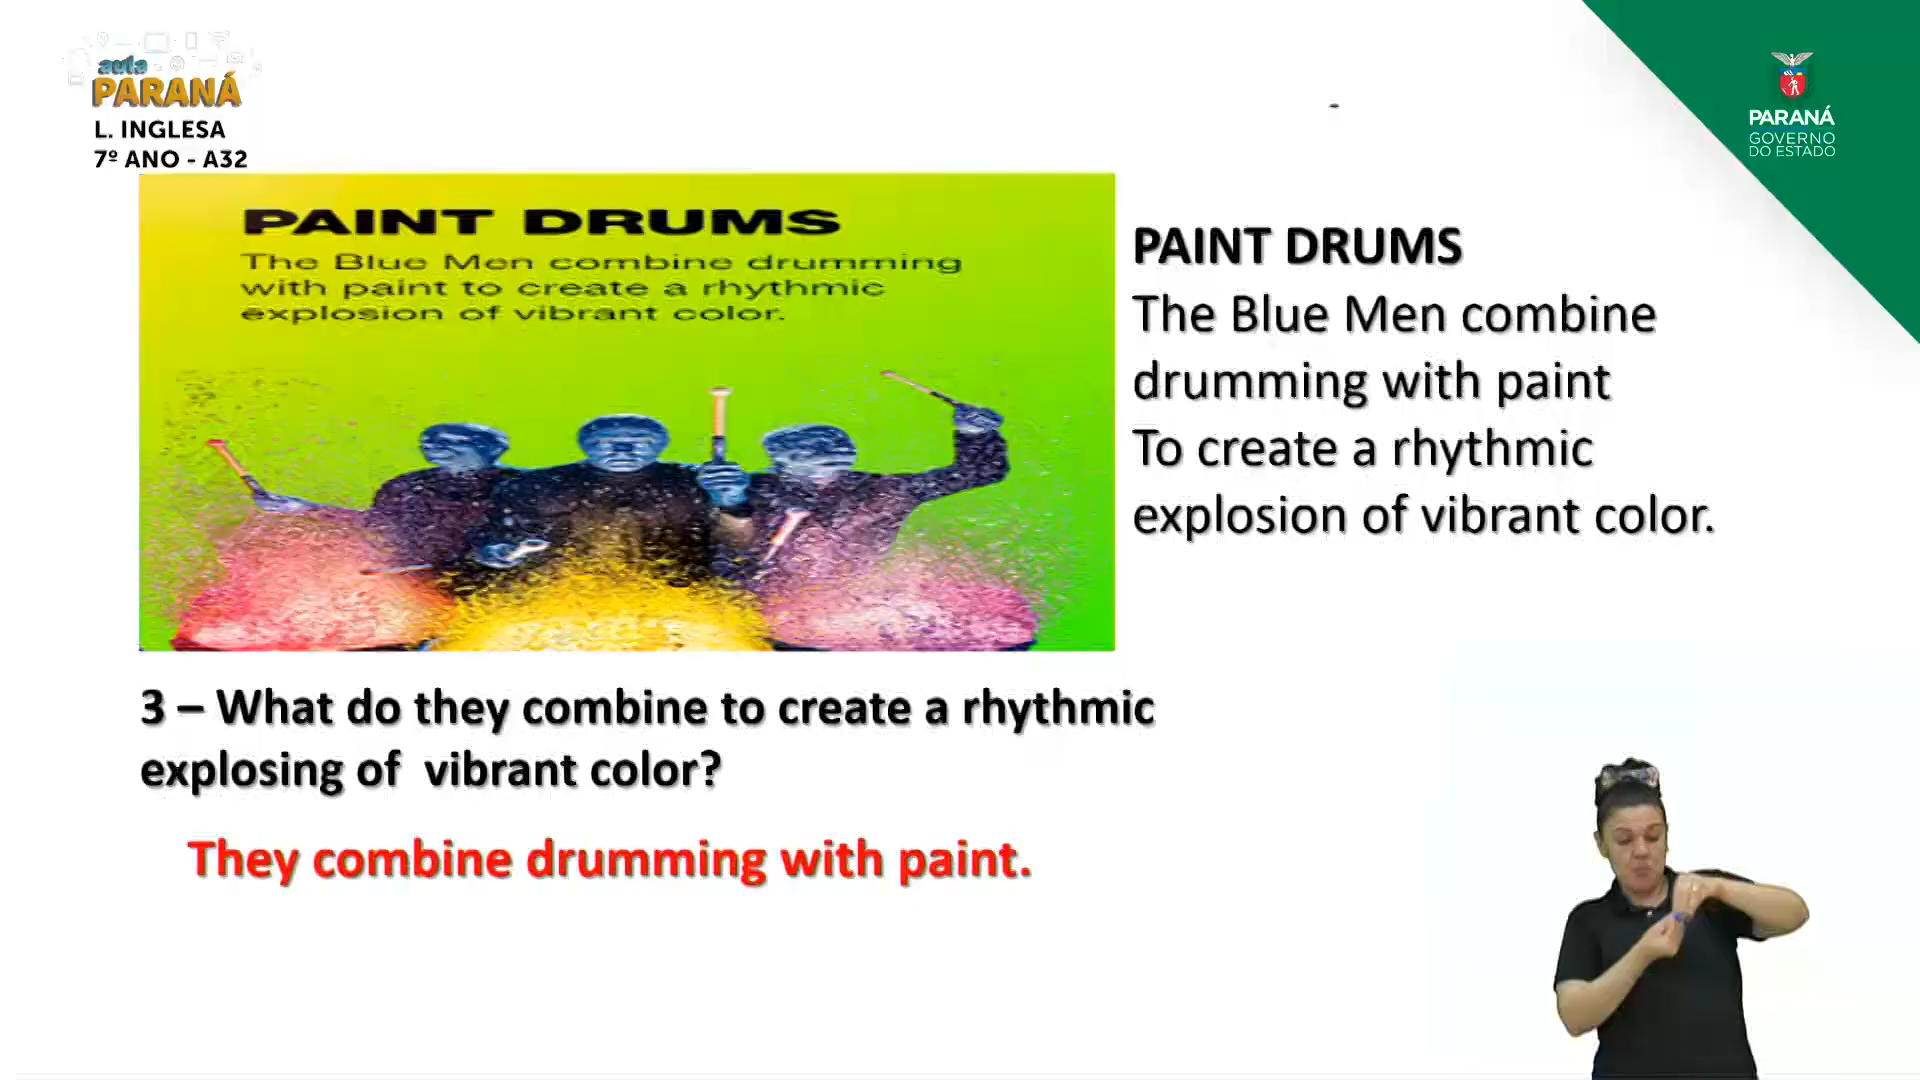 aula
PARANÁ
L. INGLESA
7º ANO - A32
PARANÁ
GOVERNO
DO ESTADO
PAINT DRUMS
The Blue Men combine drumming
with paint to create a rhythmic
explosion of vibrant color.
PAINT DRUMS
The Blue Men combine
drumming with paint
To create a rhythmic
explosion of vibrant color.
3 – What do they combine to create a rhythmic
explosing of  vibrant color?
They combine drumming with paint.